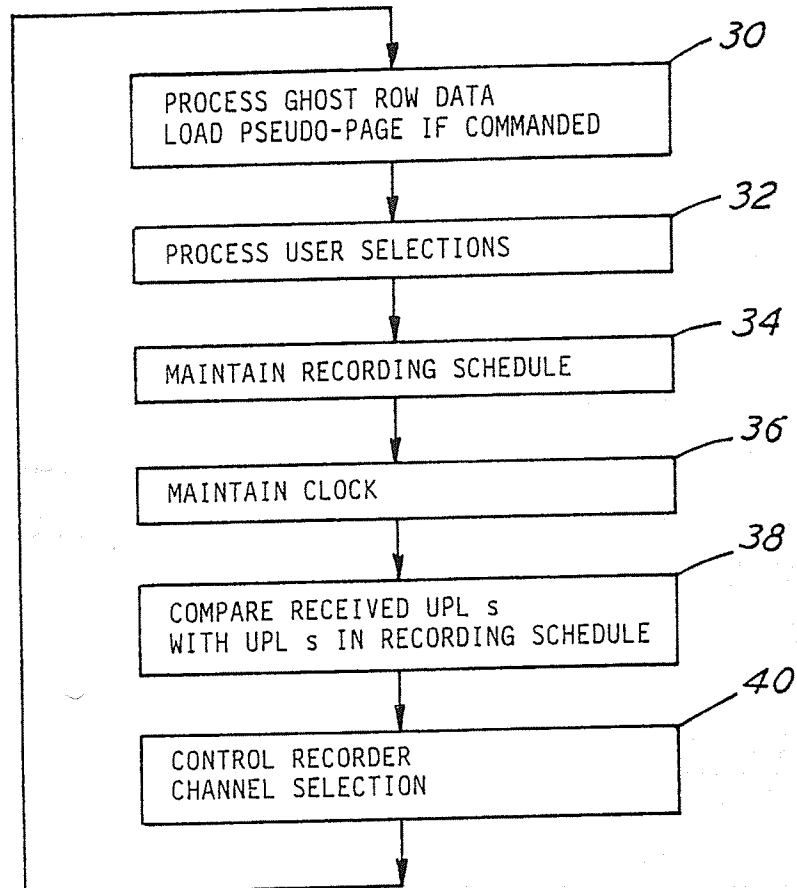 30
PROCESS GHOST ROW DATA
LOAD PSEUDO-PAGE IF COMMANDED
32
PROCESS USER SELECTIONS
34
MAINTAIN RECORDING SCHEDULE
36
MAINTAIN CLOCK
38
COMPARE RECEIVED UPL s
WITH UPL s IN RECORDING SCHEDULE
40
CONTROL RECORDER
CHANNEL SELECTION